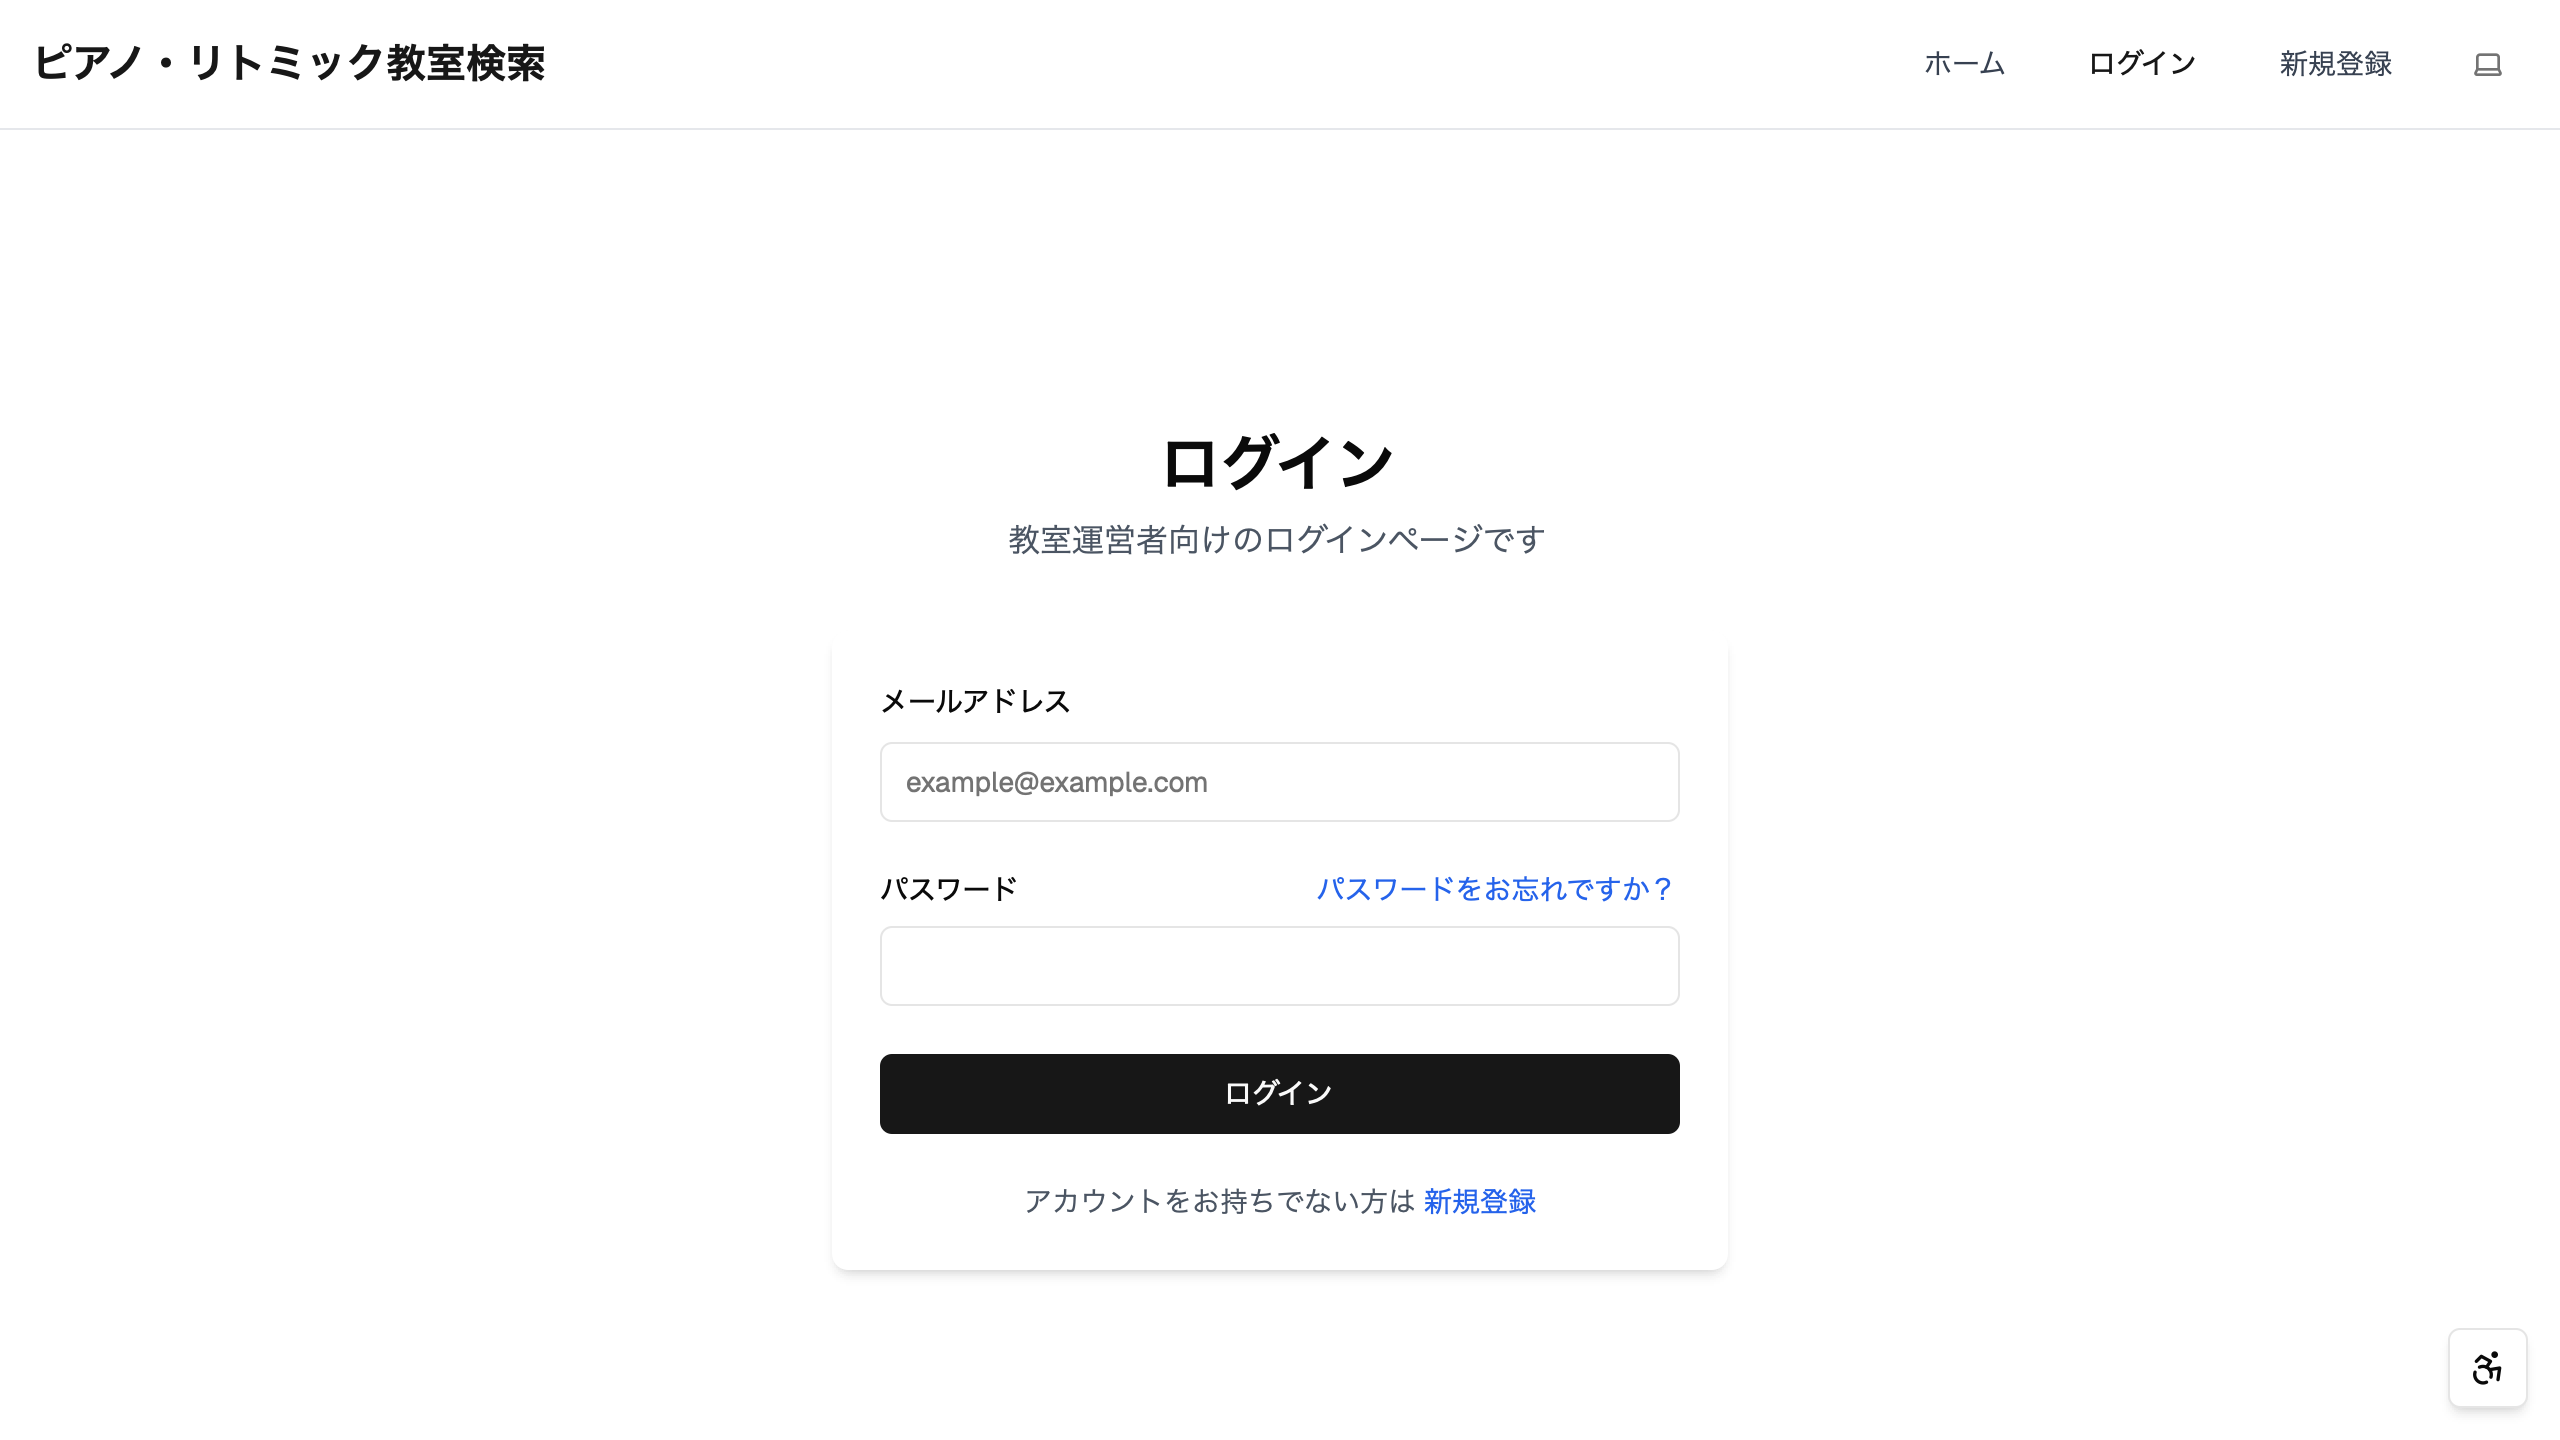 ピアノ・リトミック教室検索
ホーム
ログイン
新規登録
ログイン
教室運営者向けのログインページです
メールアドレス
example@example.com
パスワード
パスワードをお忘れですか？
ログイン
アカウントをお持ちでない方は 新規登録